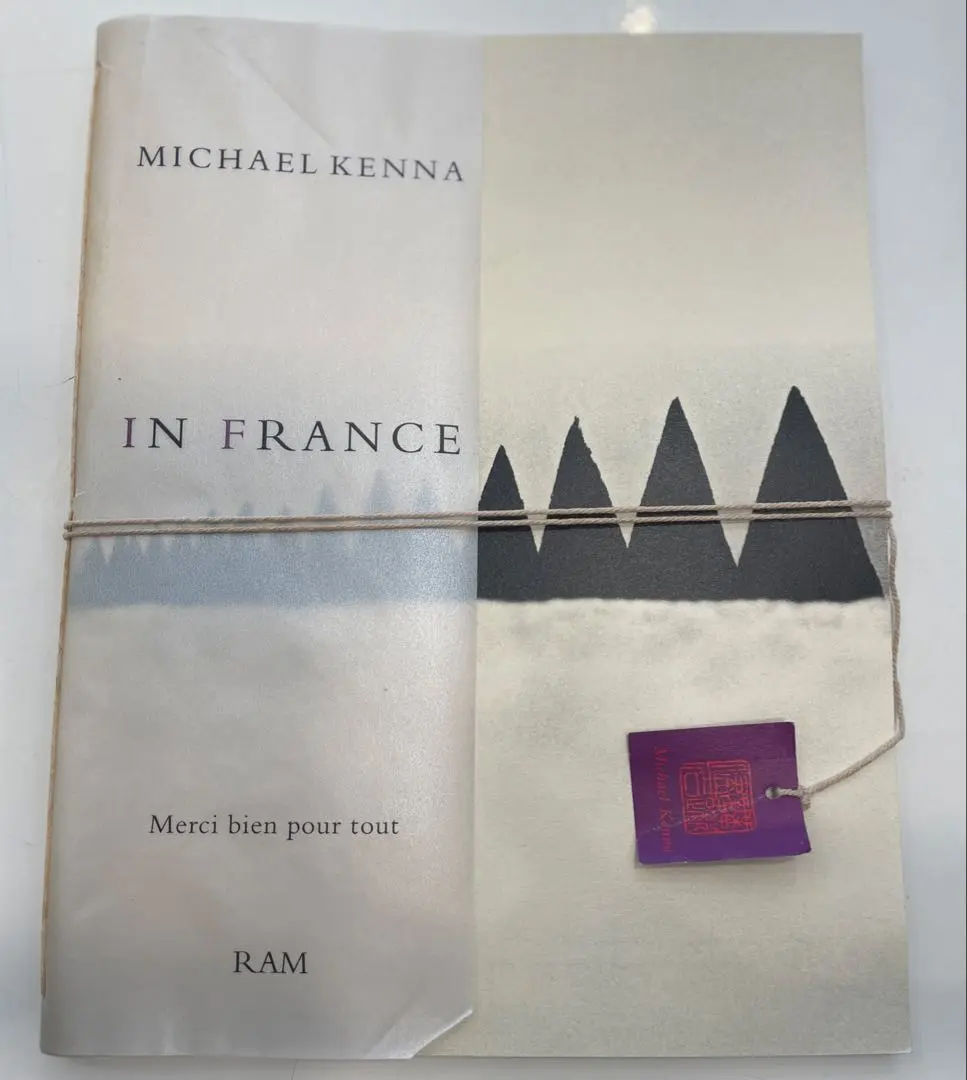 MICHAEL KENNA
IN FRANCE
Merci bien pour tout
RAM
Michael Kenna